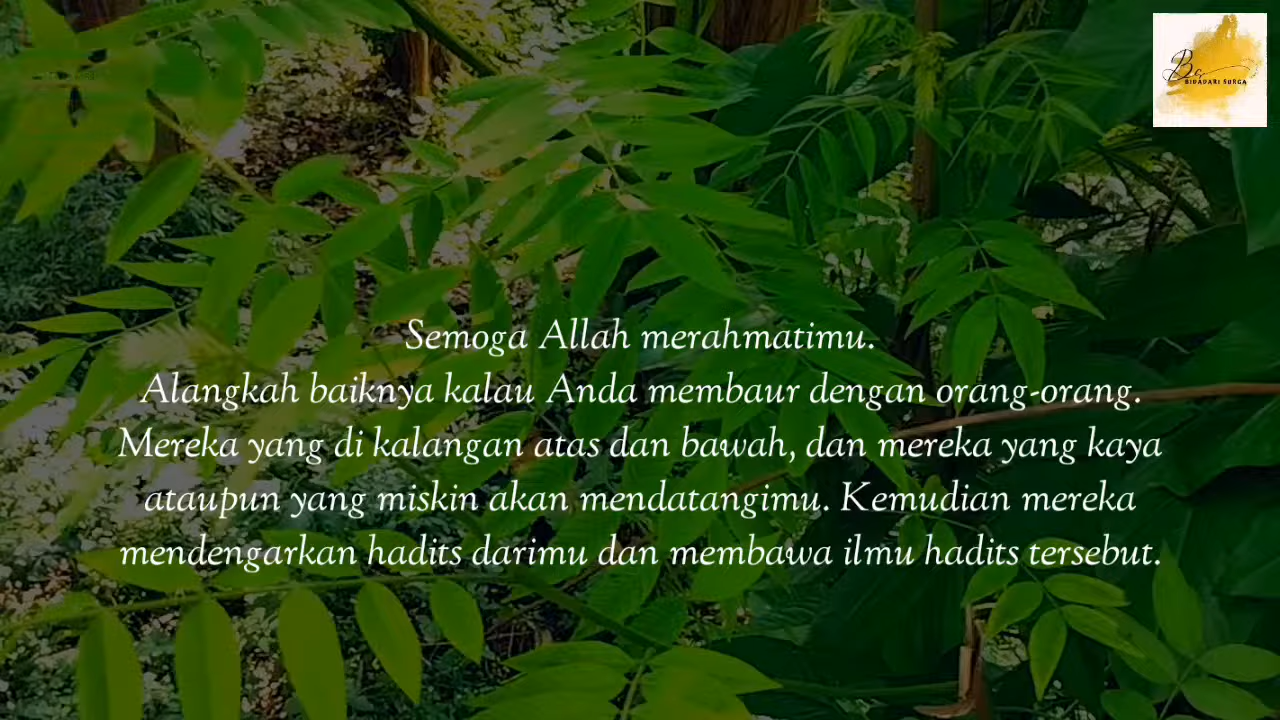 Bs
BIDADARI SURGA
Semoga Allah merahmatimu.
Alangkah baiknya kalau Anda membaur dengan orang-orang.
Mereka yang di kalangan atas dan bawah, dan mereka yang kaya
ataupun yang miskin akan mendatangimu. Kemudian mereka
mendengarkan hadits darimu dan membawa ilmu hadits tersebut.